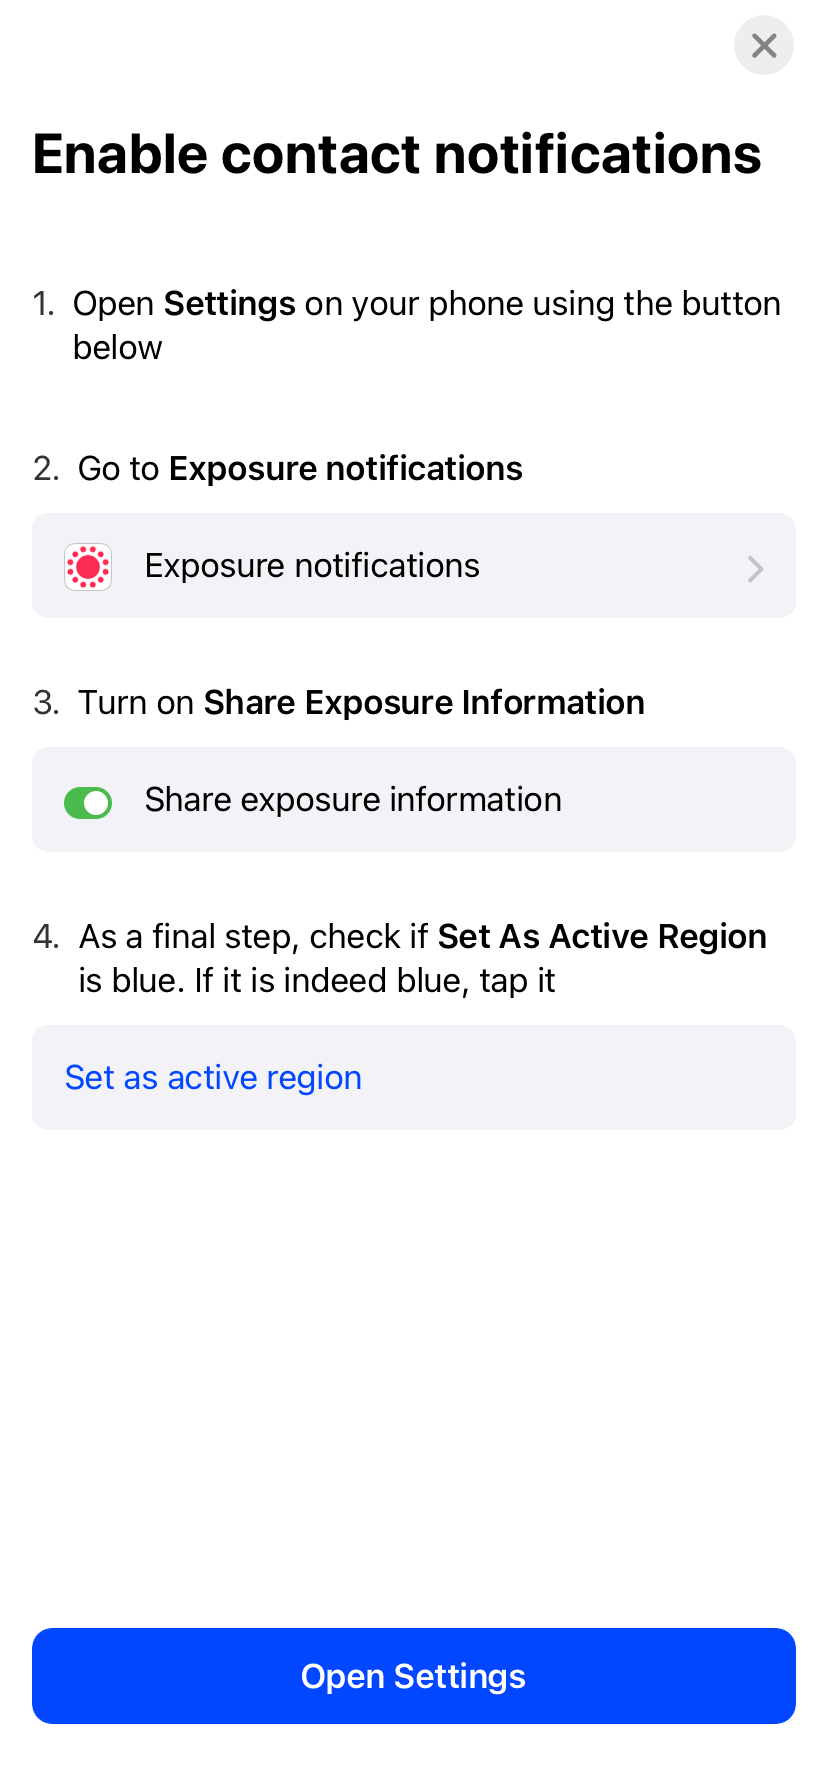 Enable contact notifications
1. Open Settings on your phone using the button
below
2. Go to Exposure notifications
Exposure notifications
3. Turn on Share Exposure Information
Share exposure information
4. As a final step, check if Set As Active Region
is blue. If it is indeed blue, tap it
Set as active region
Open Settings